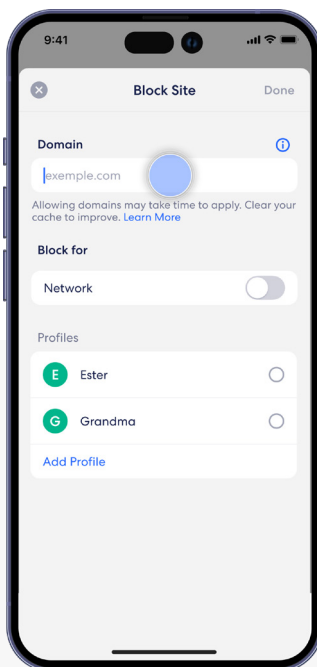 9:41
Block Site
Done
Domain
exemple.com
Allowing domains may take time to apply. Clear your
cache to improve. Learn More
Block for
Network
Profiles
E Ester
G Grandma
Add Profile